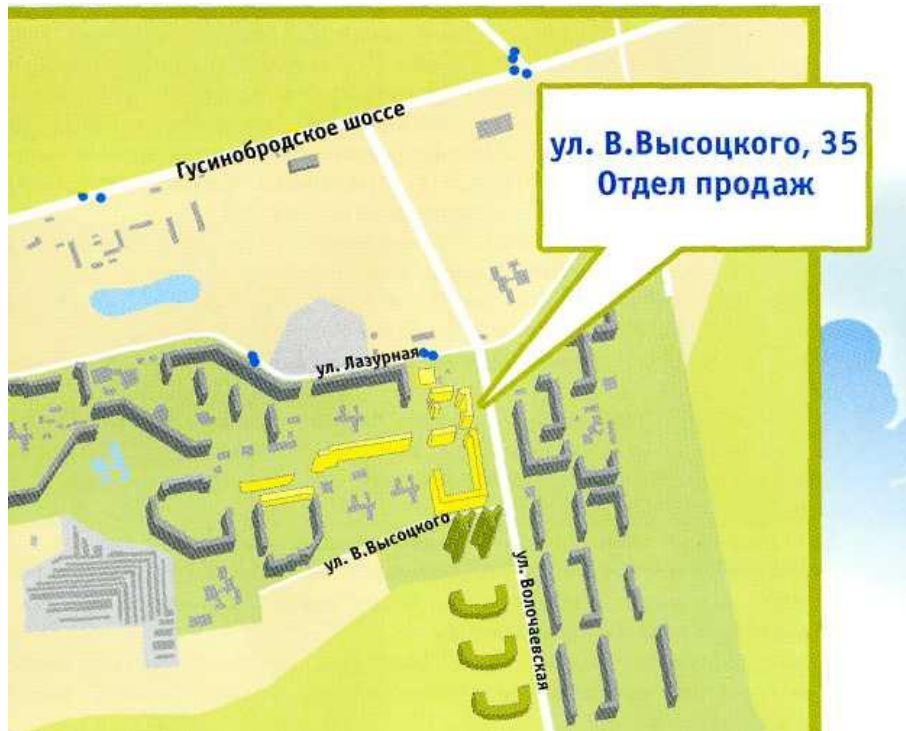 Гусинобродское шоссе
ул. В.Высоцкого, 35
Отдел продаж
ул. Лазурная
ул. В.Высоцкого
ул. Волочаевская